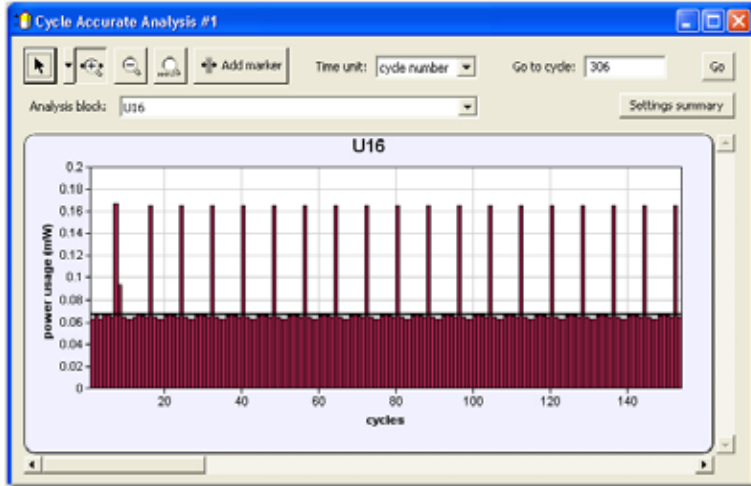 Cycle Accurate Analysis #1
Add marker Time unit: cycle number Go to cycle: 306 Go
Analysis block: U16 Settings summary
U16
0.2
0.18
0.16
0.14
0.12
0.1
0.08
0.06
0.04
0.02
0
power usage (mW)
20 40 60 80 100 120 140
cycles